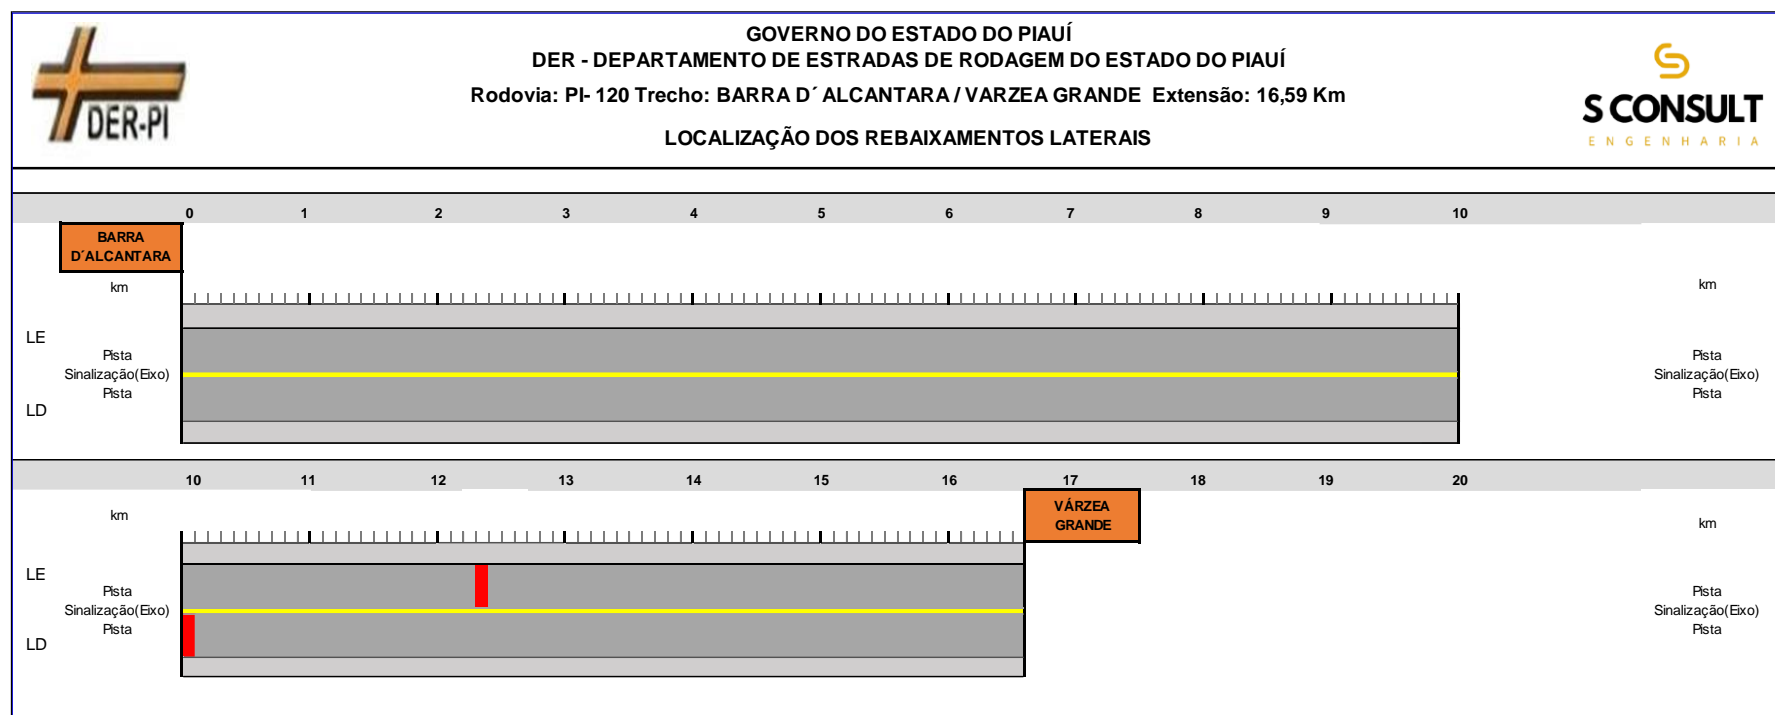 DER-PI
GOVERNO DO ESTADO DO PIAUÍ
DER - DEPARTAMENTO DE ESTRADAS DE RODAGEM DO ESTADO DO PIAUÍ
Rodovia: PI- 120 Trecho: BARRA D´ ALCANTARA / VARZEA GRANDE Extensão: 16,59 Km
LOCALIZAÇÃO DOS REBAIXAMENTOS LATERAIS
S CONSULT
ENGENHARIA
0 1 2 3 4 5 6 7 8 9 10
BARRA
D´ALCANTARA
km km
LE
Pista Pista
Sinalização(Eixo) Sinalização(Eixo)
Pista Pista
LD
10 11 12 13 14 15 16 17 18 19 20
VÁRZEA
GRANDE
km km
LE
Pista Pista
Sinalização(Eixo) Sinalização(Eixo)
Pista Pista
LD